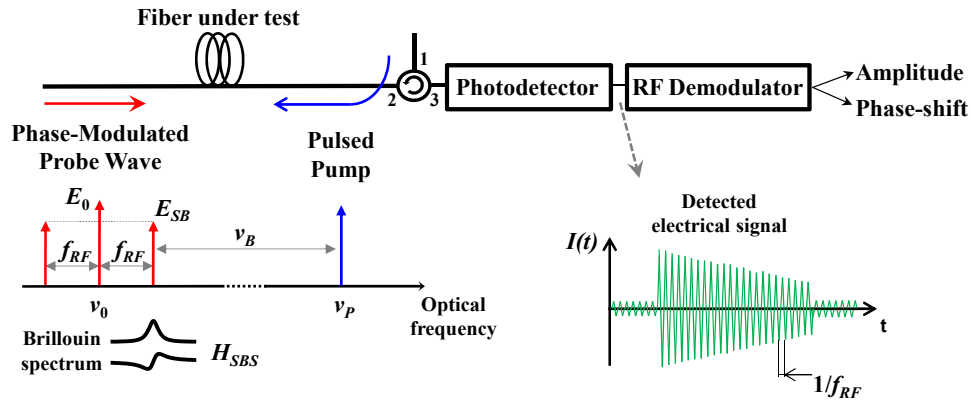 Fiber under test
1
2
3
Photodetector
RF Demodulator
Amplitude
Phase-shift
Phase-Modulated
Probe Wave
Pulsed
Pump
E0
ESB
fRF
fRF
vB
v0
vP
Optical
frequency
Brillouin
spectrum
HSBS
Detected
electrical signal
I(t)
t
1/fRF